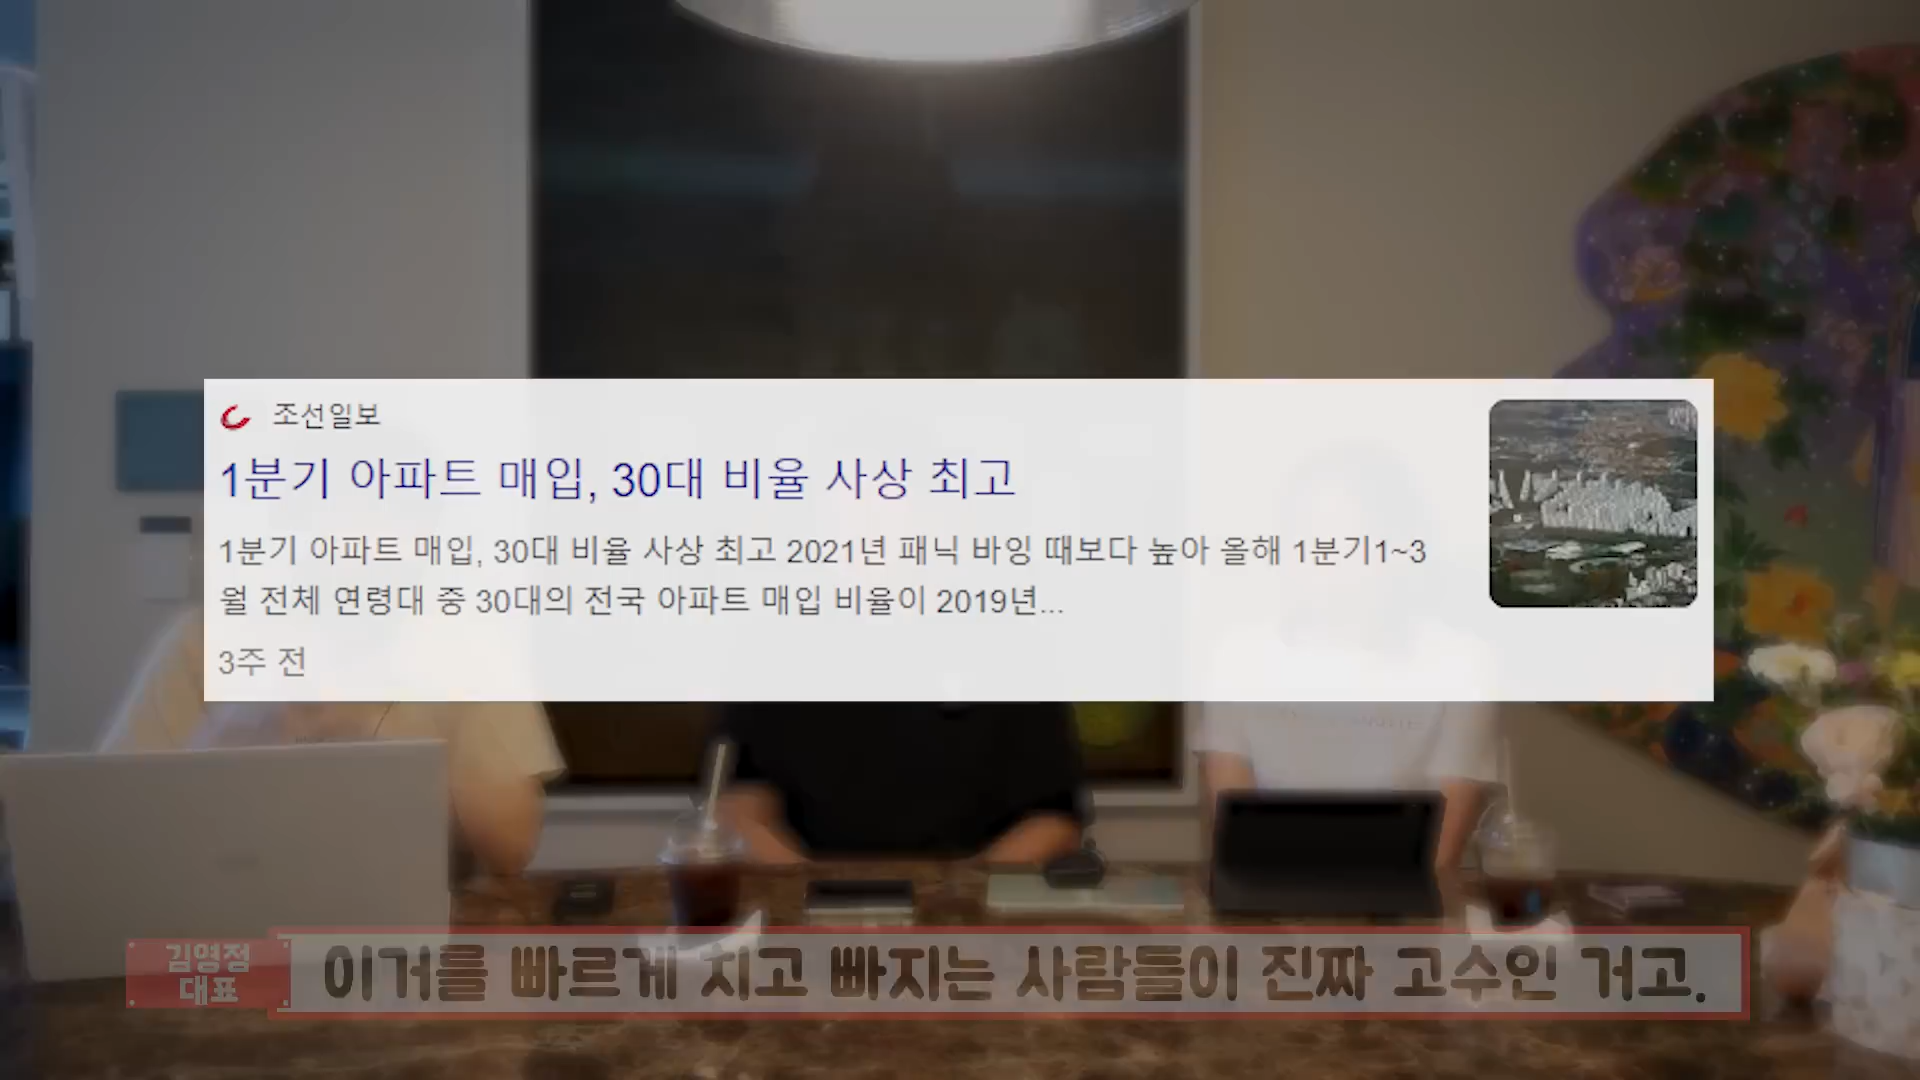 조선일보
1분기 아파트 매입, 30대 비율 사상 최고
1분기 아파트 매입, 30대 비율 사상 최고 2021년 패닉 바잉 때보다 높아 올해 1분기1~3
월 전체 연령대 중 30대의 전국 아파트 매입 비율이 2019년...
3주 전
김영정
대표
이거를 빠르게 치고 빠지는 사람들이 진짜 고수인 거고.